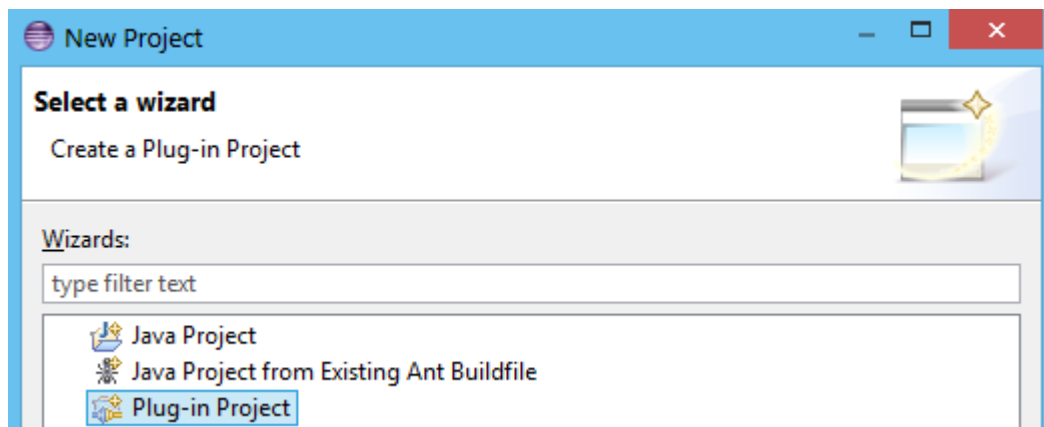 New Project
Select a wizard
Create a Plug-in Project
Wizards:
type filter text
Java Project
Java Project from Existing Ant Buildfile
Plug-in Project